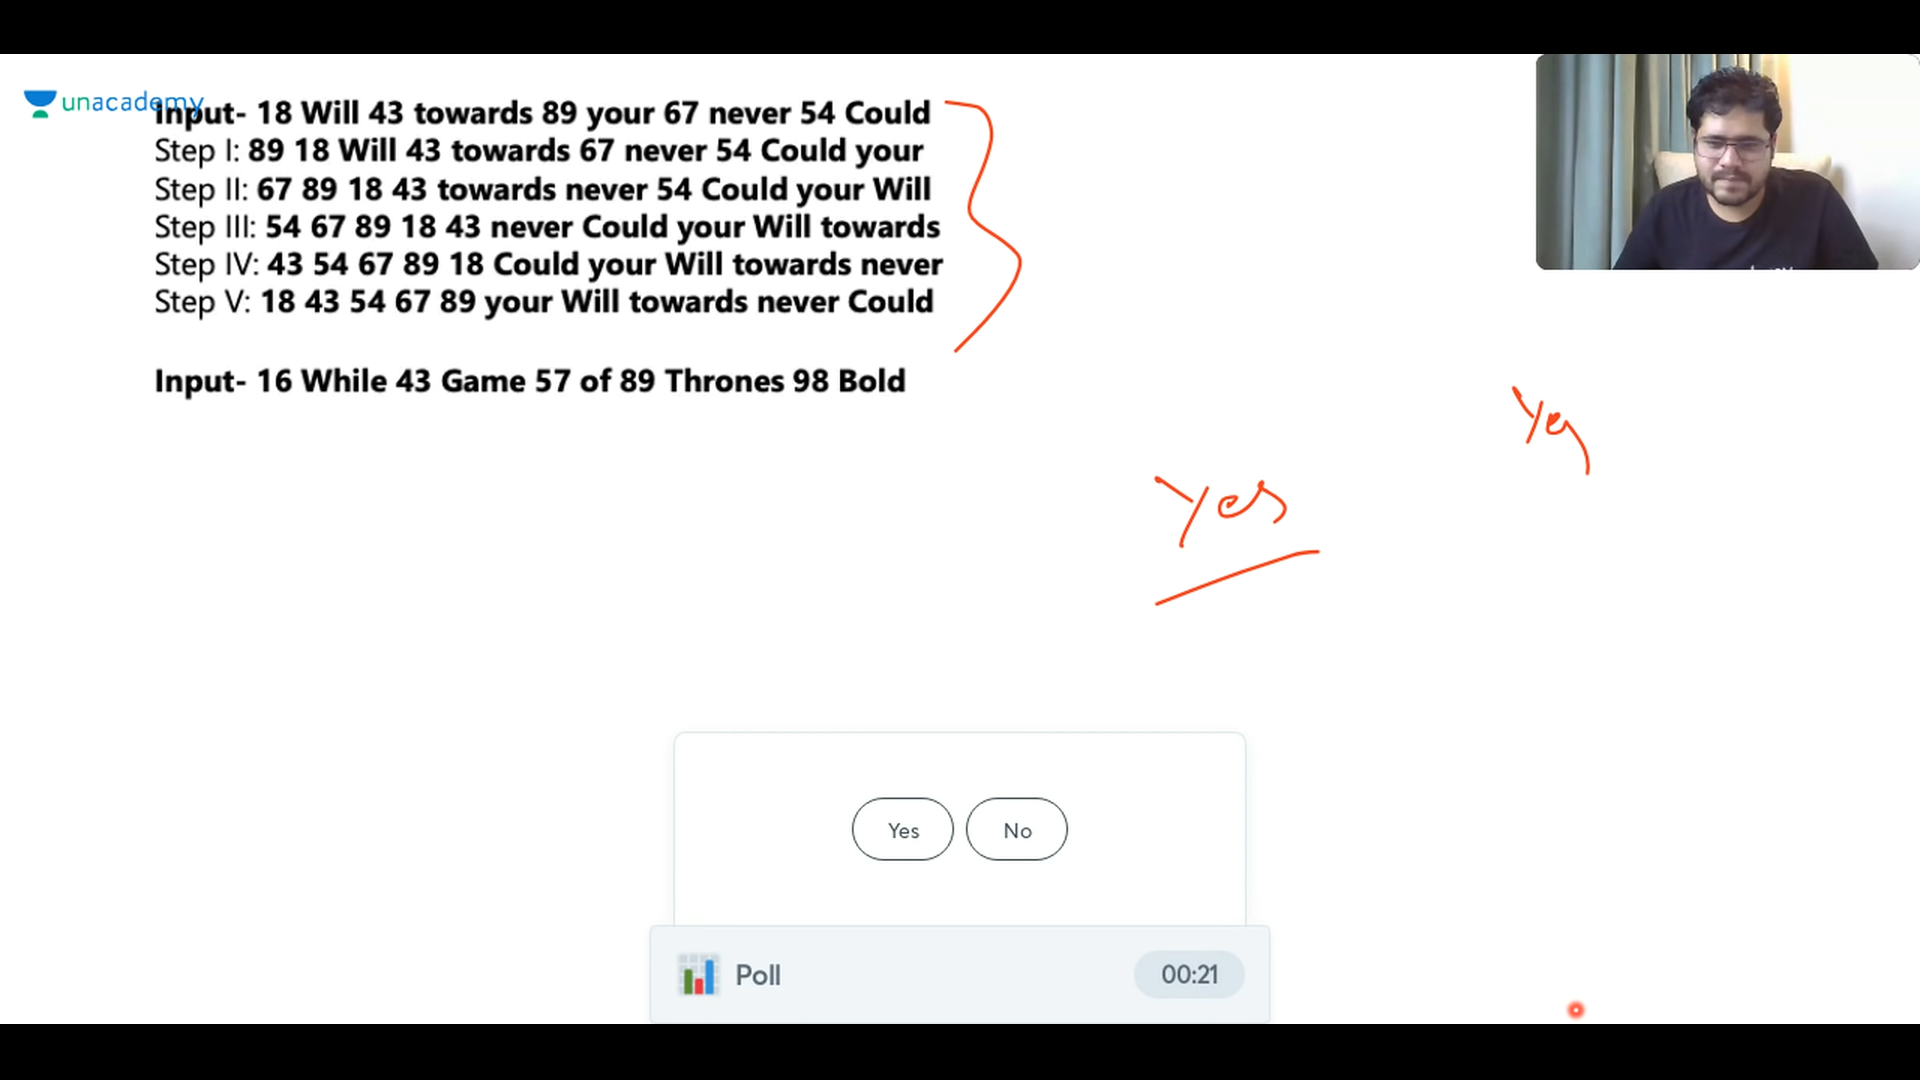 unacademy
Input- 18 Will 43 towards 89 your 67 never 54 Could
Step I: 89 18 Will 43 towards 67 never 54 Could your
Step II: 67 89 18 43 towards never 54 Could your Will
Step III: 54 67 89 18 43 never Could your Will towards
Step IV: 43 54 67 89 18 Could your Will towards never
Step V: 18 43 54 67 89 your Will towards never Could
Input- 16 While 43 Game 57 of 89 Thrones 98 Bold
Yes
Yes
Yes
No
Poll
00:21